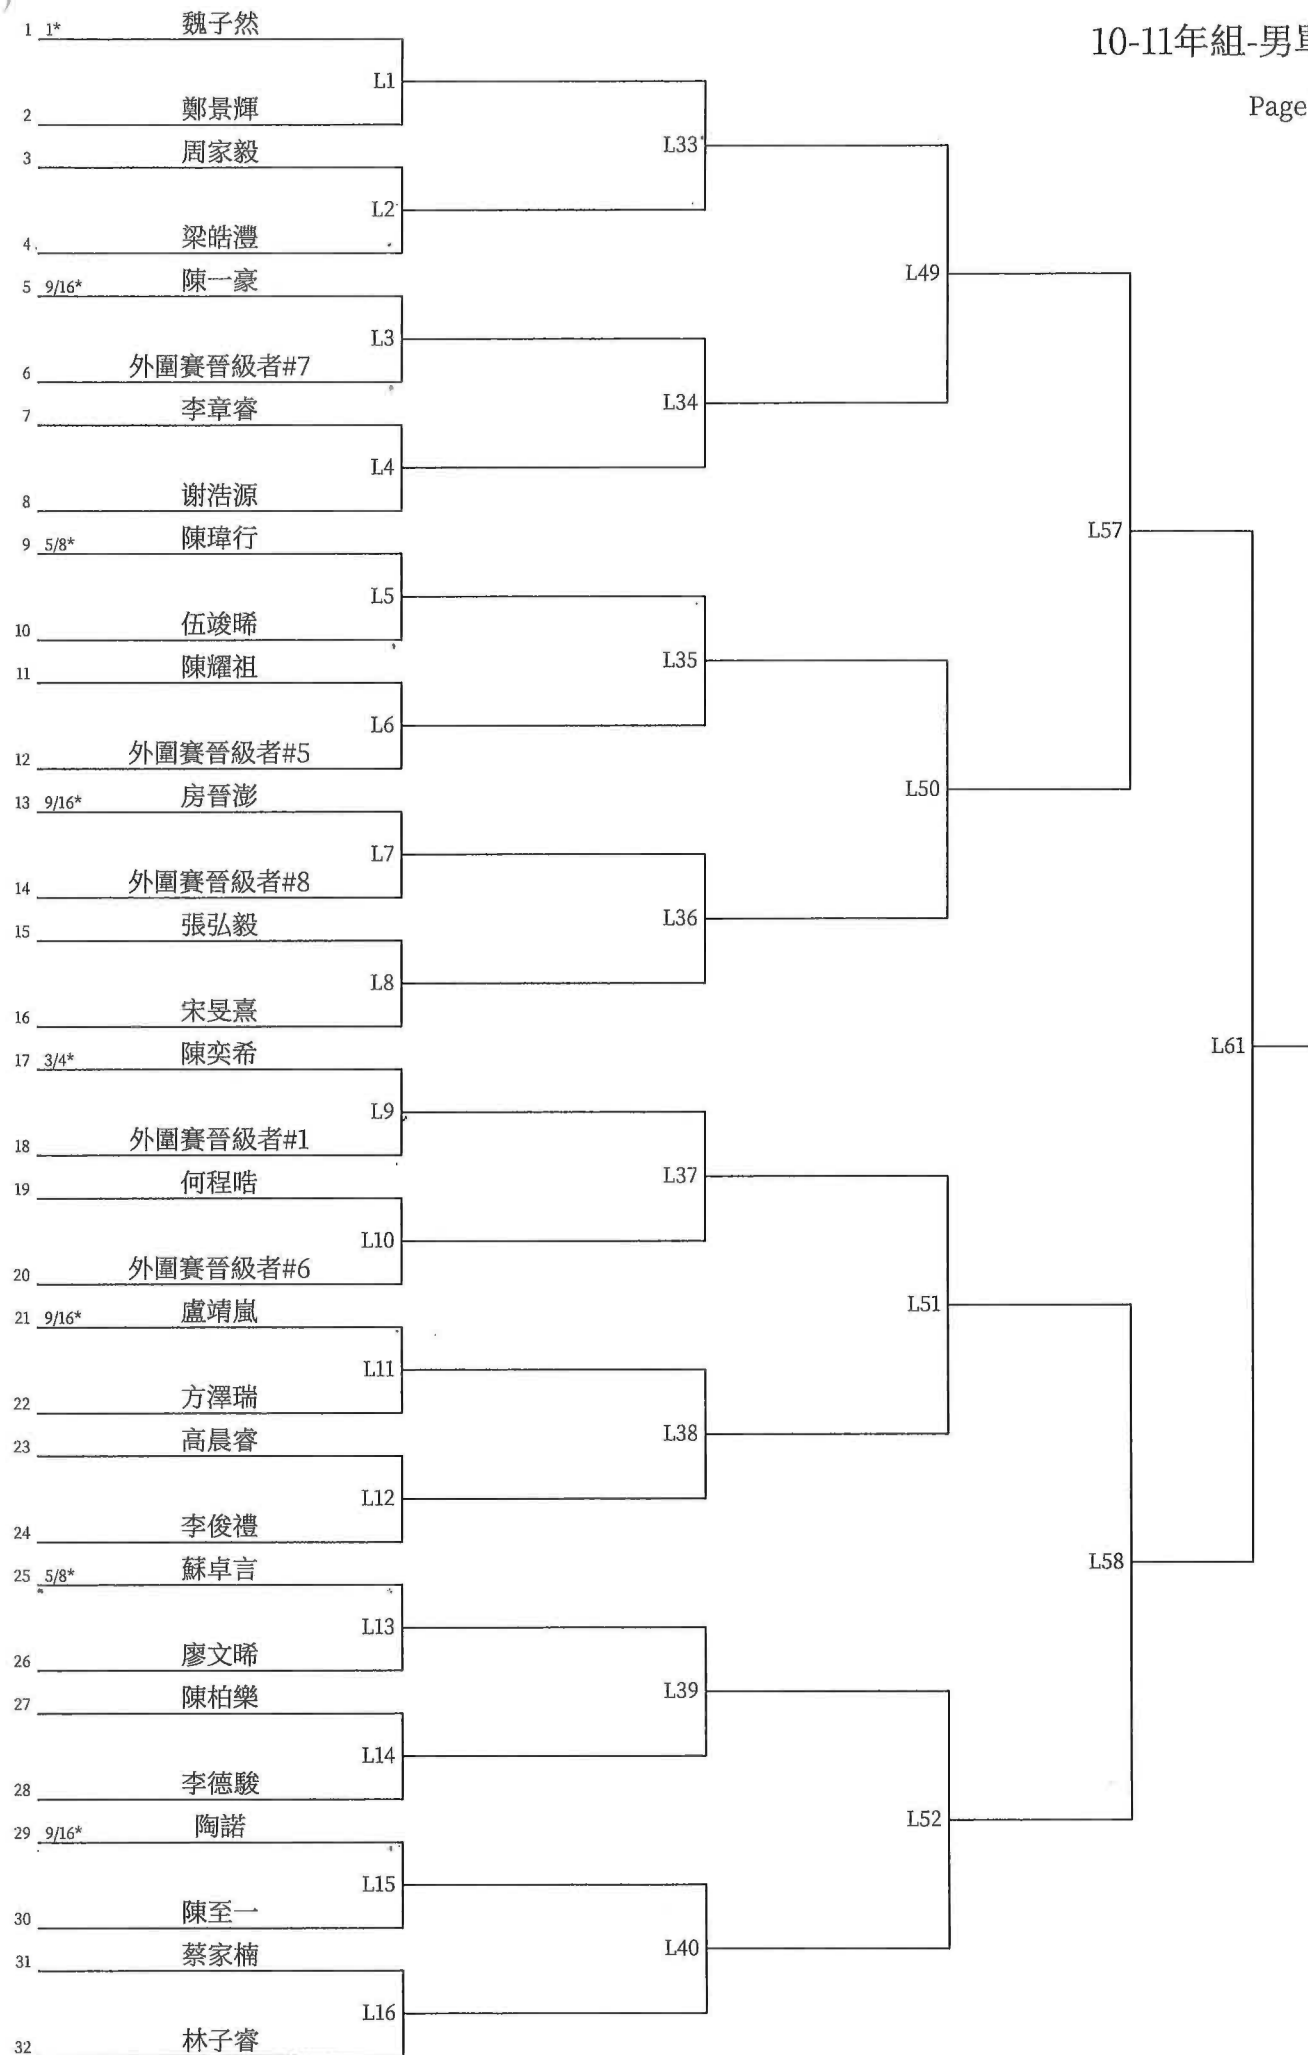 10-11年組-男單
Page
1 1* 魏子然
L1
2 鄭景輝
3 周家毅
L33
L2
4 梁皓灃
5 9/16* 陳一豪
L49
L3
6 外圍賽晉級者#7
7 李章睿
L34
L4
8 谢浩源
9 5/8* 陳瑋行
L57
L5
10 伍竣晞
11 陳耀祖
L35
L6
12 外圍賽晉級者#5
13 9/16* 房晉澎
L50
L7
14 外圍賽晉級者#8
15 張弘毅
L36
L8
16 宋旻熹
17 3/4* 陳奕希
L61
L9
18 外圍賽晉級者#1
19 何程晧
L37
L10
20 外圍賽晉級者#6
21 9/16* 盧靖嵐
L51
L11
22 方澤瑞
23 高晨睿
L38
L12
24 李俊禮
25 5/8* 蘇卓言
L58
L13
26 廖文晞
27 陳柏樂
L39
L14
28 李德駿
29 9/16* 陶諾
L52
L15
30 陳至一
31 蔡家楠
L40
L16
32 林子睿